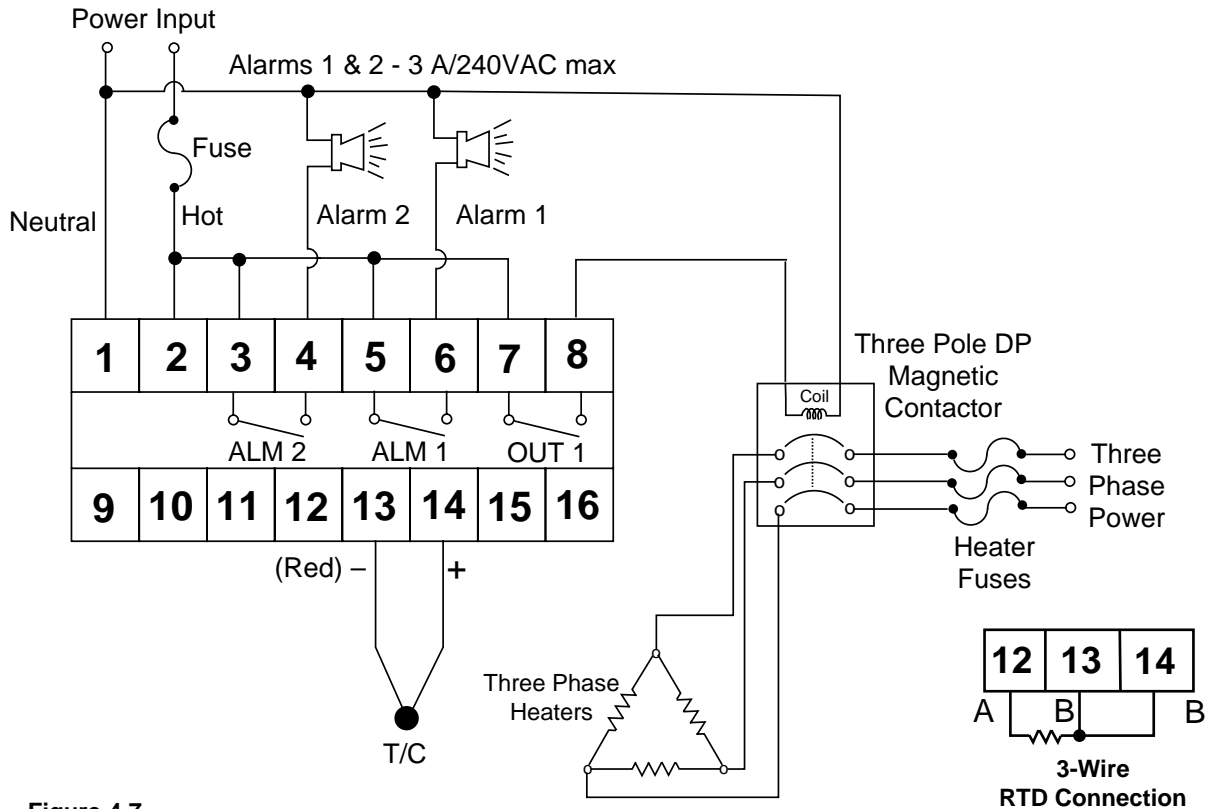 Power Input
Alarms 1 & 2 - 3 A/240VAC max
Fuse
Neutral
Hot
Alarm 2
Alarm 1
1 2 3 4 5 6 7 8
ALM 2
ALM 1
OUT 1
9 10 11 12 13 14 15 16
(Red) –
+
T/C
Three Pole DP
Magnetic
Contactor
Coil
Three
Phase
Power
Heater
Fuses
Three Phase
Heaters
12 13 14
A B B
3-Wire
RTD Connection